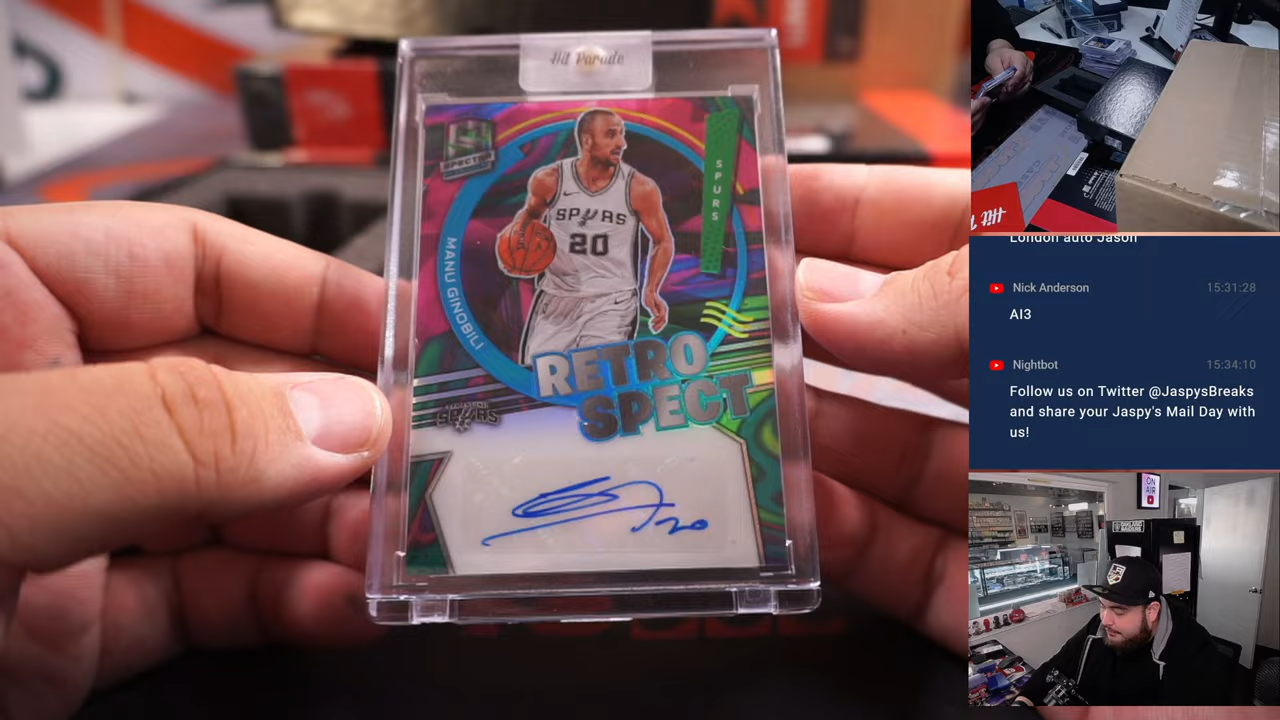 Hit Parade
SPECTRA
SPURS
SPURS
20
MANU GINOBILI
RETRO
SPECT
SPURS
20
London auto Jason
Nick Anderson 15:31:28
AI3
Nightbot 15:34:10
Follow us on Twitter @JaspysBreaks
and share your Jaspy's Mail Day with
us!
ON
AIR
Hit